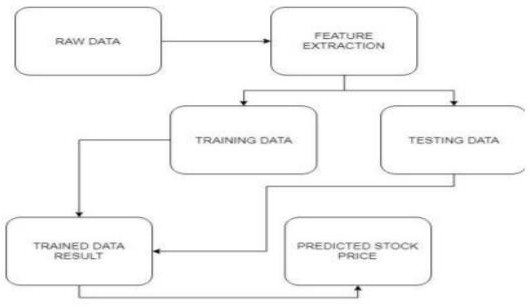 RAW DATA
FEATURE
EXTRACTION
TRAINING DATA
TESTING DATA
TRAINED DATA
RESULT
PREDICTED STOCK
PRICE